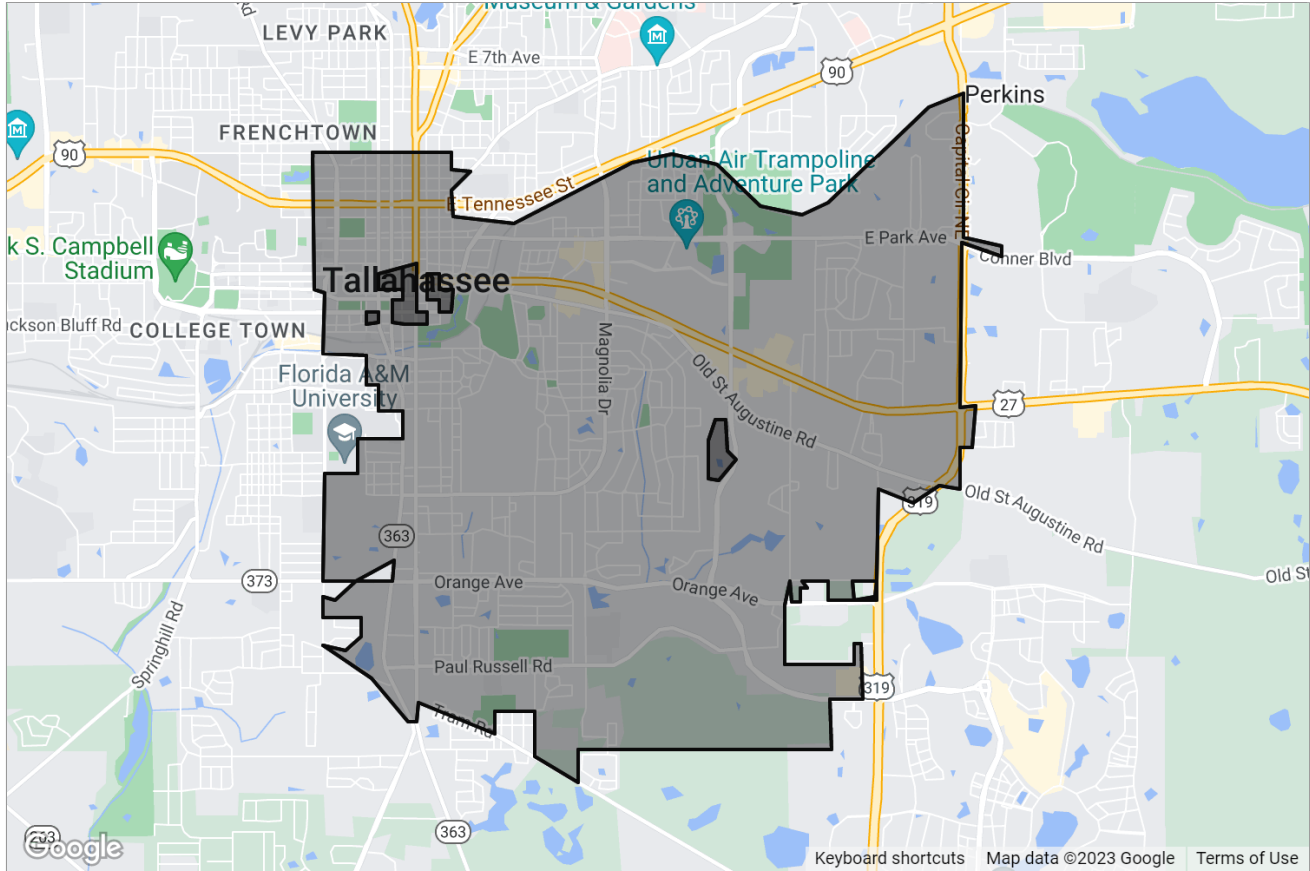 Museum & Gardens
LEVY PARK
Rd
E 7th Ave
90
Perkins
FRENCHTOWN
90
Urban Air Trampoline
and Adventure Park
Capital Cir NE
E Tennessee St
k S. Campbell
Stadium
E Park Ave
Conner Blvd
Tallahassee
ackson Bluff Rd
COLLEGE TOWN
Magnolia Dr
Florida A&M
University
Old St Augustine Rd
27
319
Old St Augustine Rd
363
373
Orange Ave
Orange Ave
Old St
Springhill Rd
Paul Russell Rd
319
Tram Rd
363
263
Google
Keyboard shortcuts
Map data ©2023 Google
Terms of Use